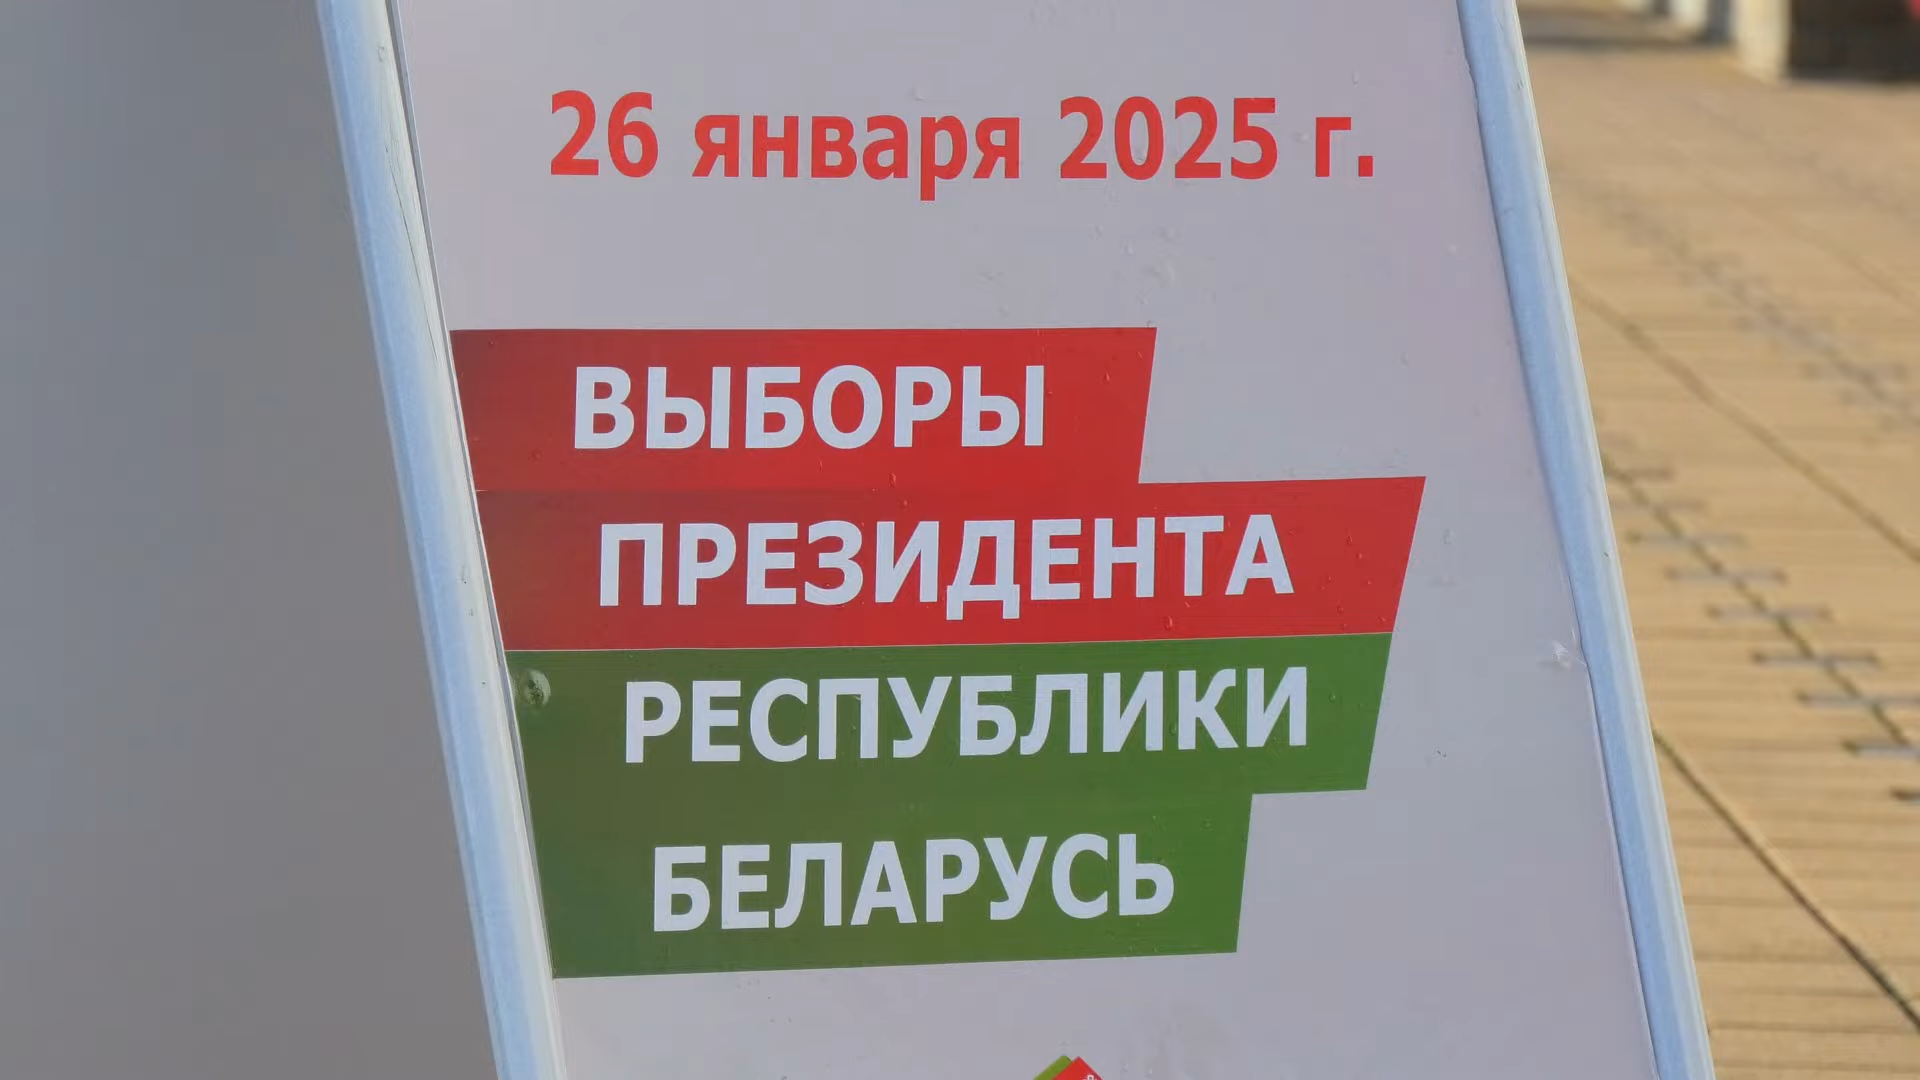 26 января 2025 г.
ВЫБОРЫ
ПРЕЗИДЕНТА
РЕСПУБЛИКИ
БЕЛАРУСЬ